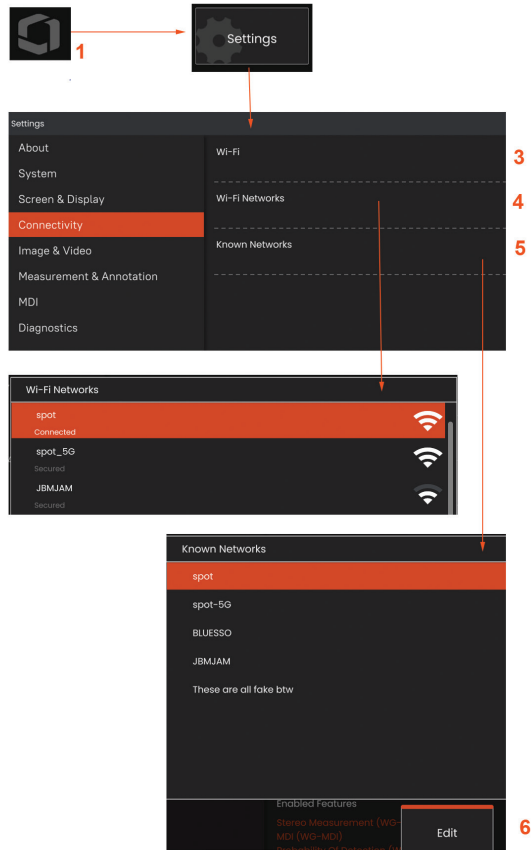 1
Settings
Settings
About
System
Screen & Display
Connectivity
Image & Video
Measurement & Annotation
MDI
Diagnostics
Wi-Fi
3
Wi-Fi Networks
4
Known Networks
5
Wi-Fi Networks
spot
Connected
spot_5G
Secured
JBMJAM
Secured
Known Networks
spot
spot-5G
BLUESSO
JBMJAM
These are all fake btw
Enabled Features
Stereo Measurement (WG-
MDI (WG-MDI)
Edit
6